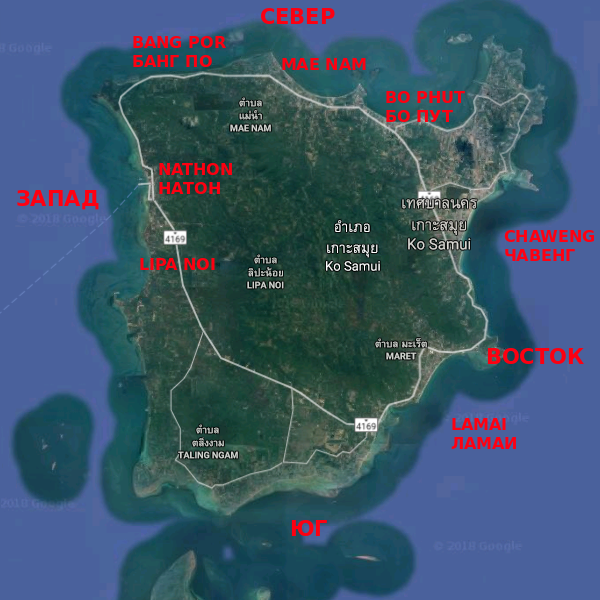 СЕВЕР
BANG POR
БАНГ ПО
MAE NAM
BO PHUT
БО ПУТ
ตำบล
แม่น้ำ
MAE NAM
NATHON
НАТОН
ЗАПАД
© 2018 Google
เทศบาลนคร
เกาะสมุย
Ko Samui
อำเภอ
เกาะสมุย
Ko Samui
4169
CHAWENG
ЧАВЕНГ
LIPA NOI
ตำบล
ลิปะน้อย
LIPA NOI
ตำบล มะเร็ต
MARET
ВОСТОК
4169
LAMAI
ЛАМАИ
ตำบล
ตลิ่งงาม
TALING NGAM
2018 Google
ЮГ
© 2018 Google